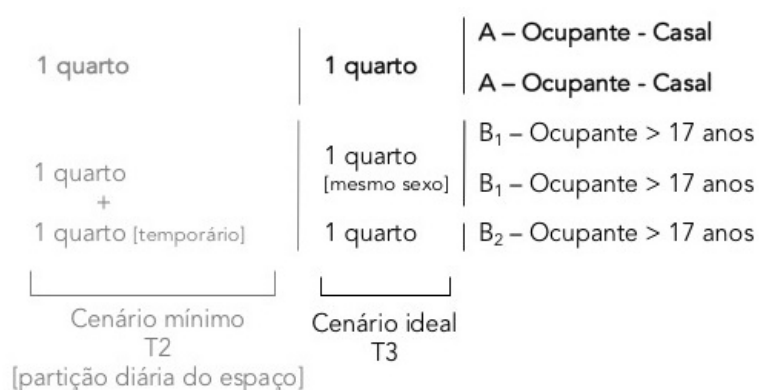 1 quarto
1 quarto
A – Ocupante - Casal
A – Ocupante - Casal
1 quarto
+
1 quarto [temporário]
1 quarto
[mesmo sexo]
1 quarto
B₁ – Ocupante > 17 anos
B₁ – Ocupante > 17 anos
B₂ – Ocupante > 17 anos
Cenário mínimo
T2
[partição diária do espaço]
Cenário ideal
T3